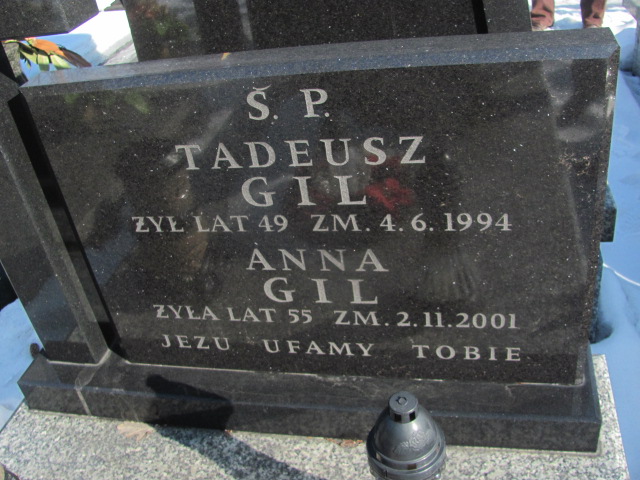 Ś. P.
TADEUSZ
GIL
ŻYŁ LAT 49 ZM. 4.6.1994
ANNA
GIL
ŻYŁA LAT 55 ZM. 2.11.2001
JEZU UFAMY TOBIE